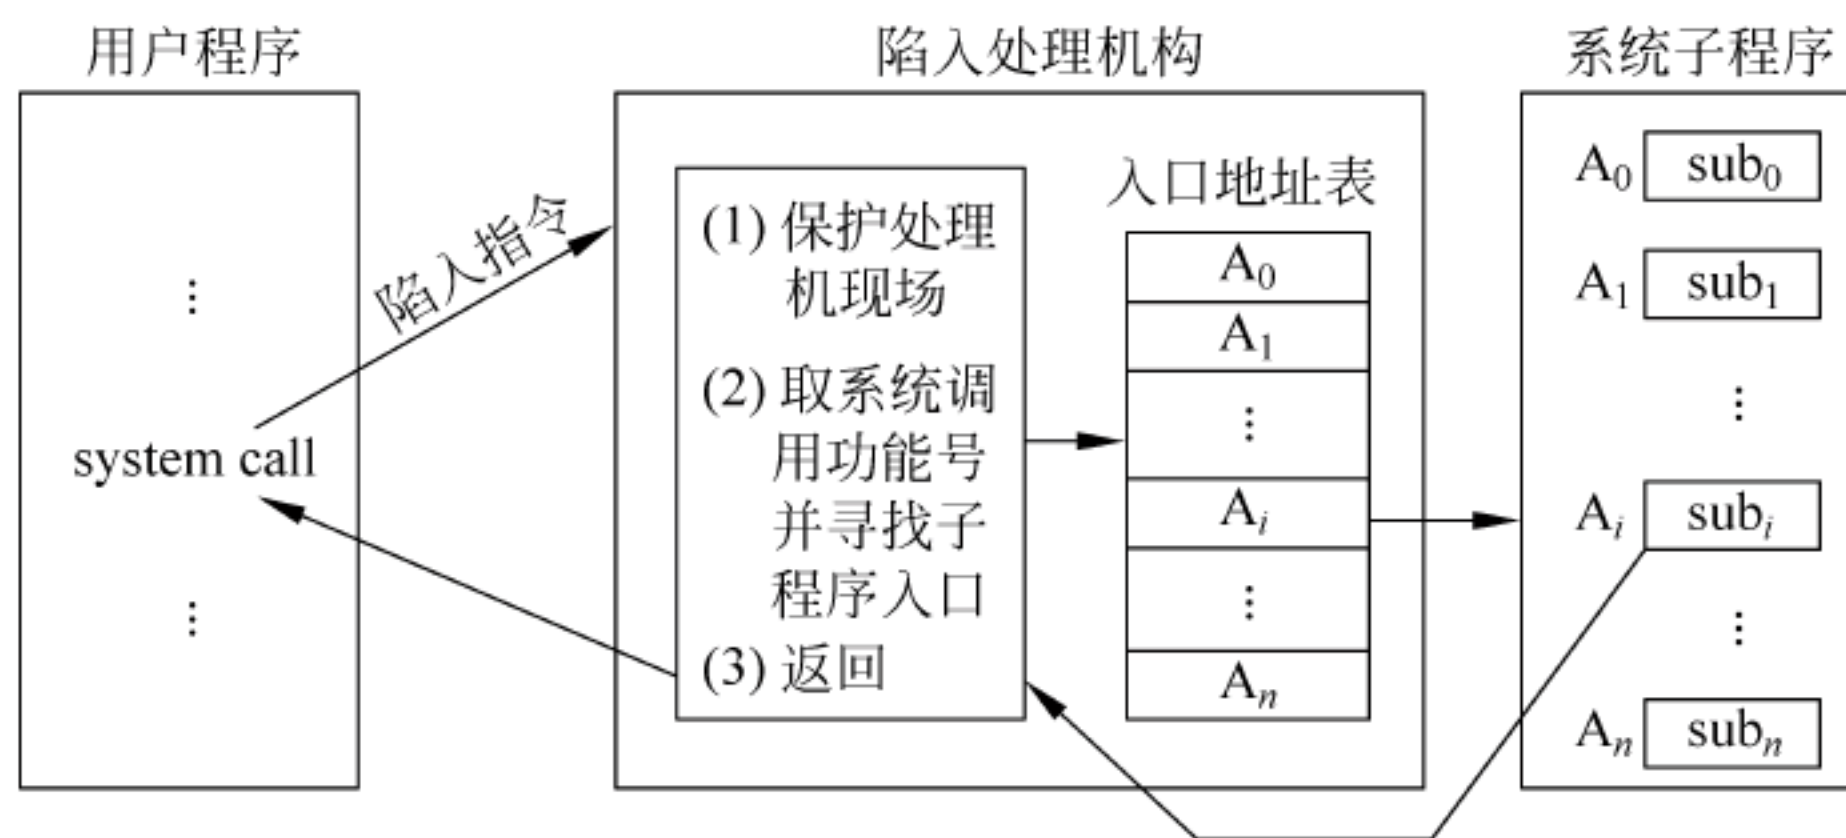 用户程序
陷入处理机构
系统子程序
陷入指令
system call
⋮
⋮
(1) 保护处理
机现场
(2) 取系统调
用功能号
并寻找子
程序入口
(3) 返回
入口地址表
A₀
A₁
⋮
Aᵢ
⋮
Aₙ
A₀ sub₀
A₁ sub₁
⋮
Aᵢ subᵢ
⋮
Aₙ subₙ